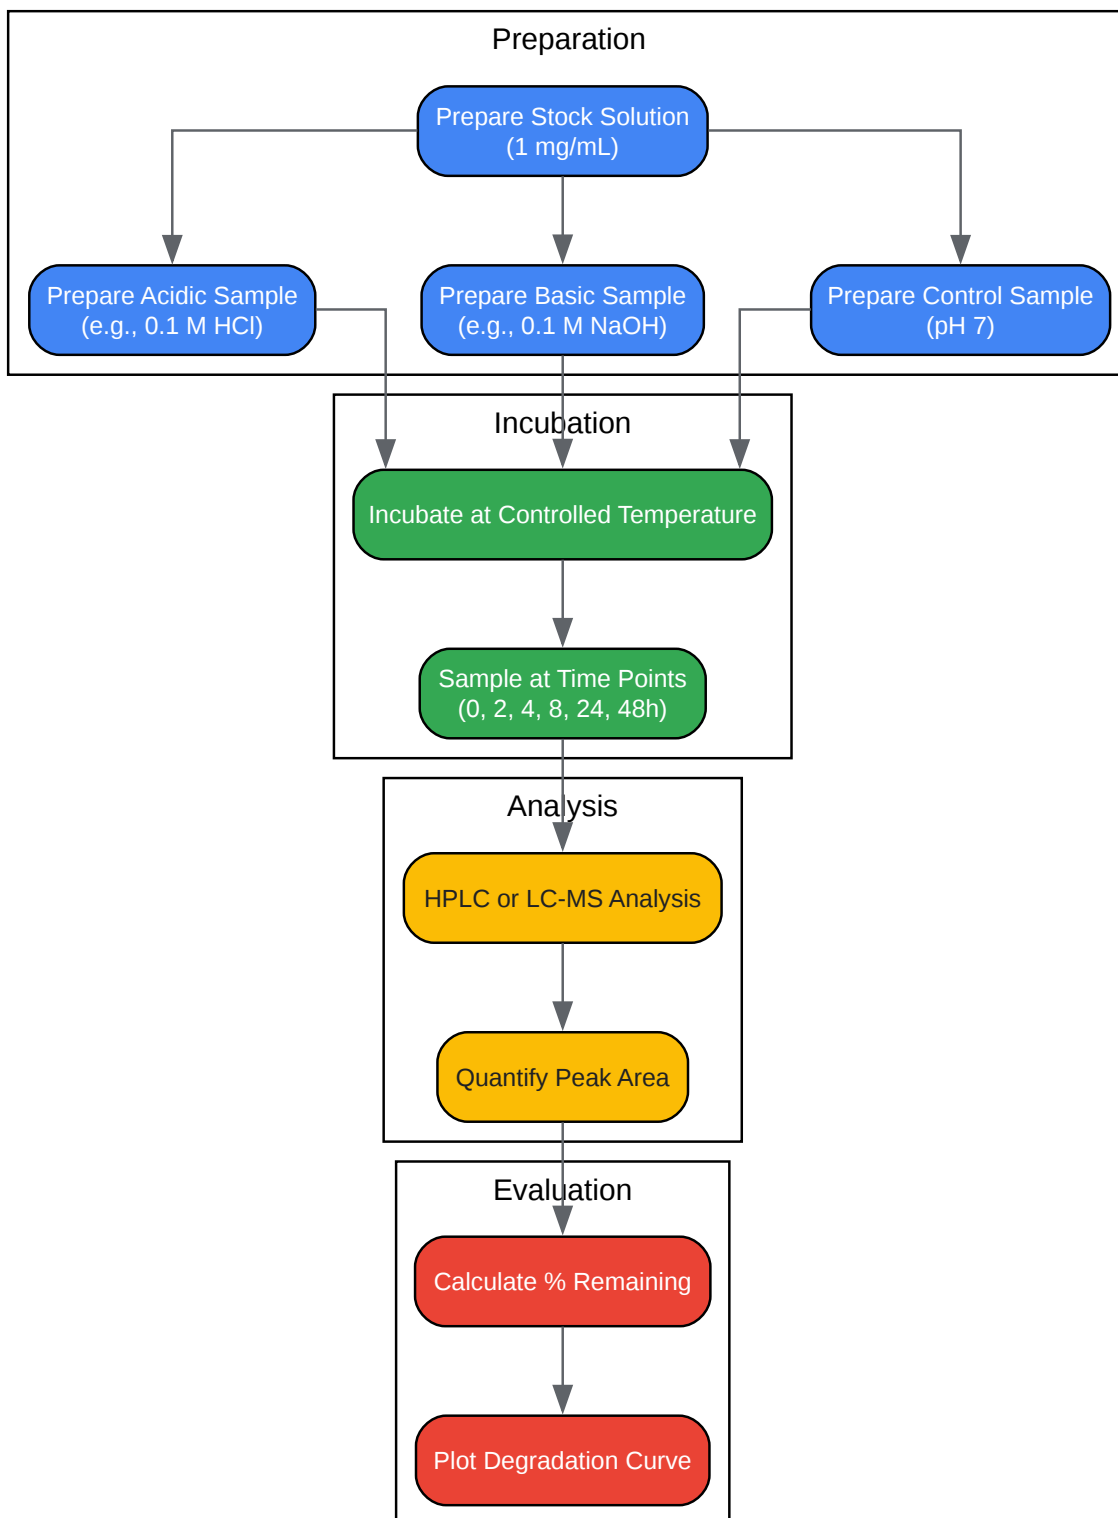 Preparation
Prepare Stock Solution
(1 mg/mL)
Prepare Acidic Sample
(e.g., 0.1 M HCl)
Prepare Basic Sample
(e.g., 0.1 M NaOH)
Prepare Control Sample
(pH 7)
Incubation
Incubate at Controlled Temperature
Sample at Time Points
(0, 2, 4, 8, 24, 48h)
Analysis
HPLC or LC-MS Analysis
Quantify Peak Area
Evaluation
Calculate % Remaining
Plot Degradation Curve